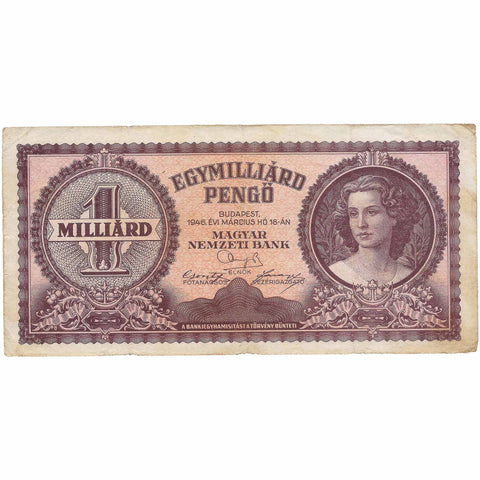 1
MILLIÁRD
EGYMILLIÁRD
PENGŐ
BUDAPEST,
1946. ÉVI MÁRCIUS HÓ 18-ÁN
MAGYAR
NEMZETI BANK
ELNÖK
FŐTANÁCSOS VEZÉRIGAZGATÓ
A BANKJEGYHAMISÍTÁST A TÖRVÉNY BÜNTETI